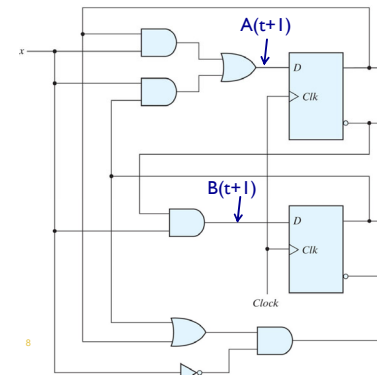 A(t+1)
x
D
Clk
B(t+1)
D
Clk
Clock
8